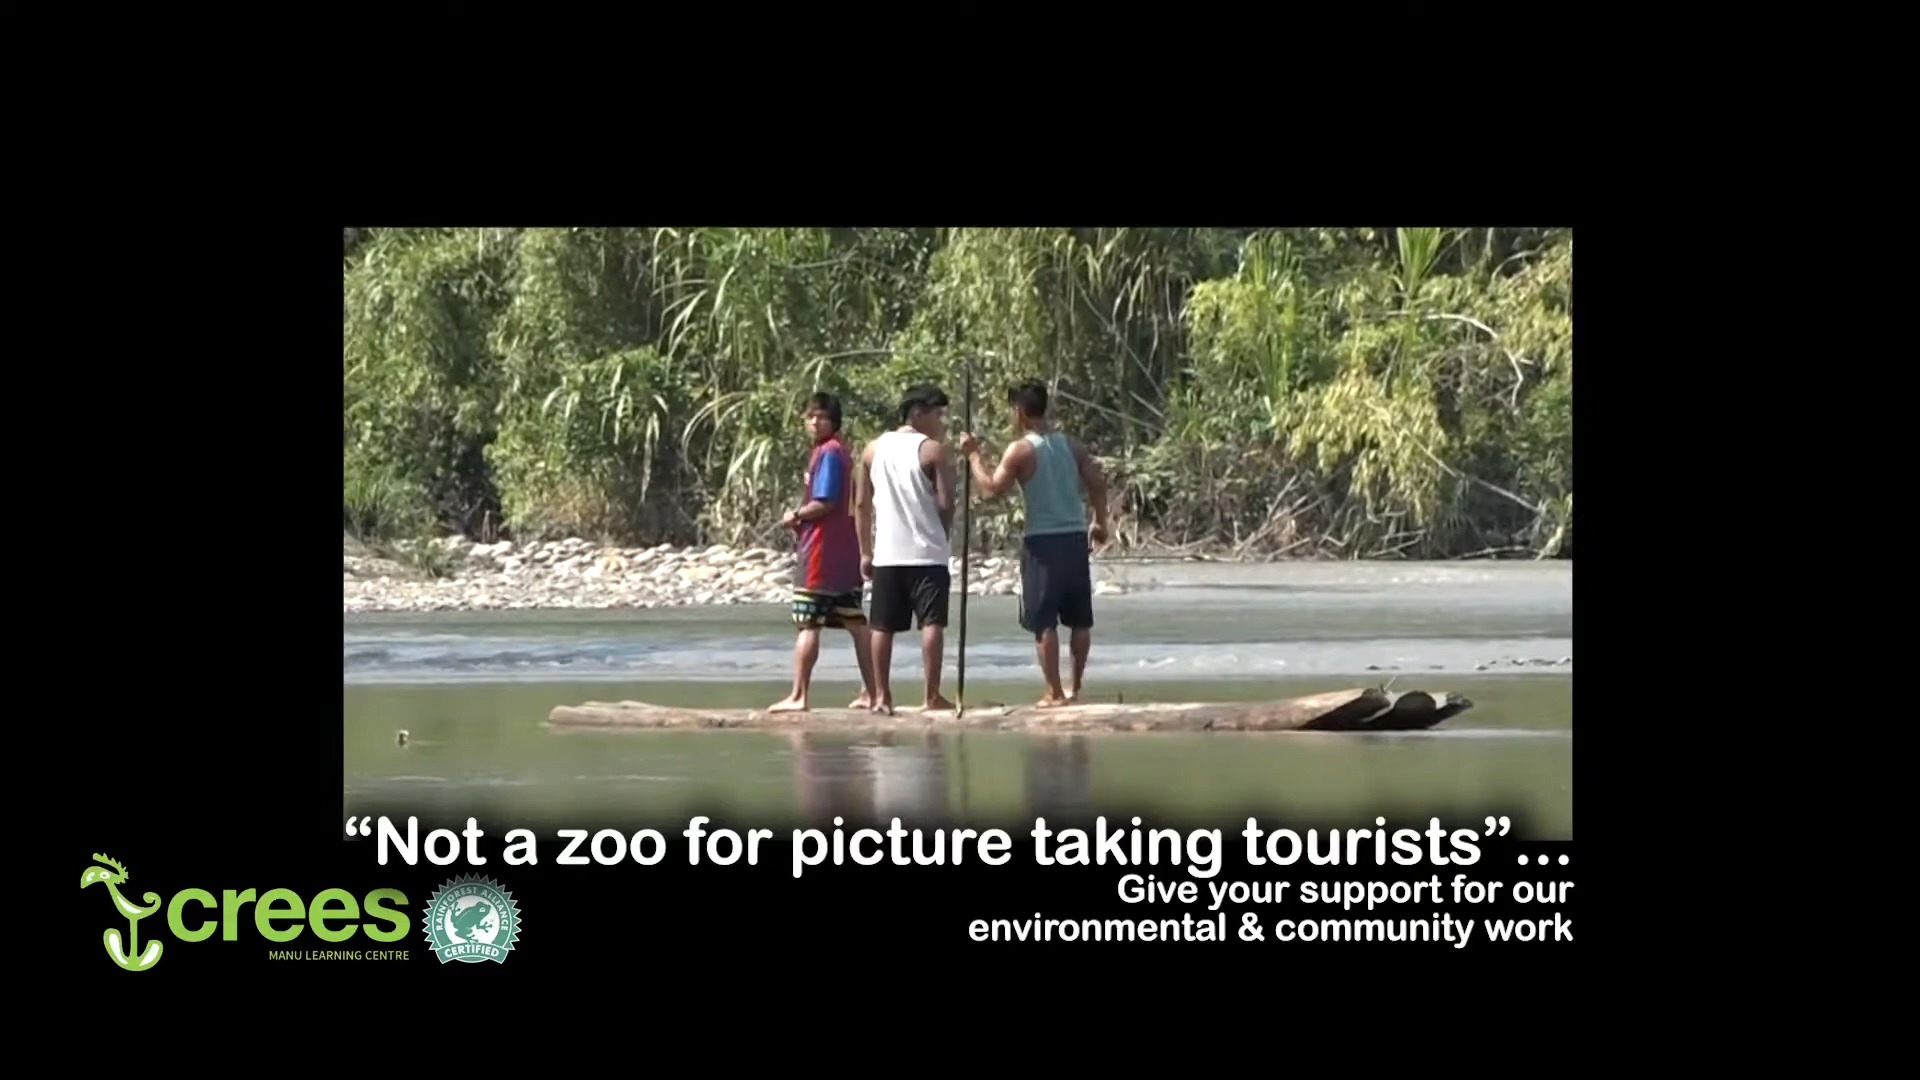 “Not a zoo for picture taking tourists”...
Give your support for our
environmental & community work
crees
MANU LEARNING CENTRE
RAINFOREST ALLIANCE
CERTIFIED